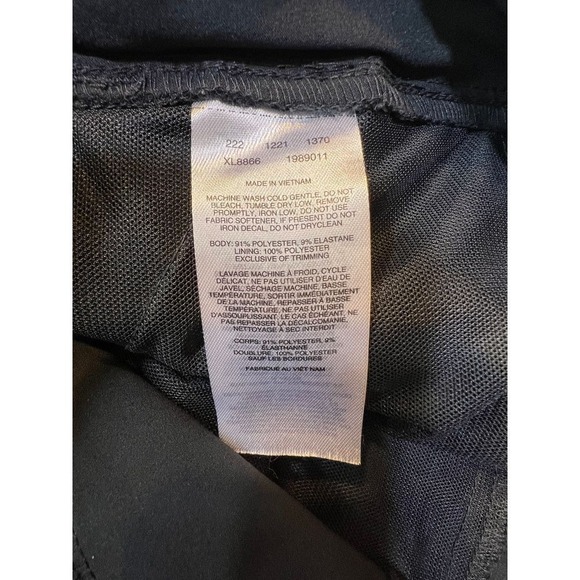 222 1221 1370
XL8866 1989011
MADE IN VIETNAM
MACHINE WASH COLD GENTLE, DO NOT
BLEACH, TUMBLE DRY LOW, REMOVE
PROMPTLY, IRON LOW, DO NOT USE
FABRIC SOFTENER, IF PRESENT DO NOT
IRON DECAL, DO NOT DRYCLEAN
BODY: 91% POLYESTER, 9% ELASTANE
LINING: 100% POLYESTER
EXCLUSIVE OF TRIMMING
LAVAGE MACHINE À FROID, CYCLE
DÉLICAT, NE PAS UTILISER D'EAU DE
JAVEL, SÉCHAGE MACHINE, BASSE
TEMPÉRATURE, SORTIR IMMÉDIATEMENT
DE LA MACHINE, REPASSER À BASSE
TEMPÉRATURE, NE PAS UTILISER
D'ASSOUPLISSANT. LE CAS ÉCHÉANT, NE
PAS REPASSER LA DÉCALCOMANIE,
NETTOYAGE À SEC INTERDIT
CORPS: 91% POLYESTER, 9%
ÉLASTHANNE
DOUBLURE: 100% POLYESTER
SAUF LES BORDURES
FABRIQUÉ AU VIÊT NAM